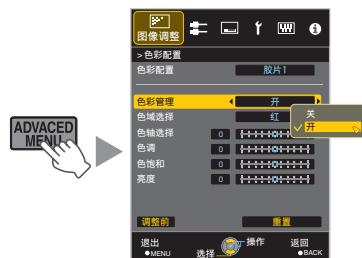 ADVACED
MENU
图像调整
>色彩配置
色彩配置 胶片1
色彩管理 开
关
开
色域选择 红
色轴选择 0
色调 0
色饱和 0
亮度 0
调整前 重置
退出 操作 返回
●MENU 选择 ●BACK